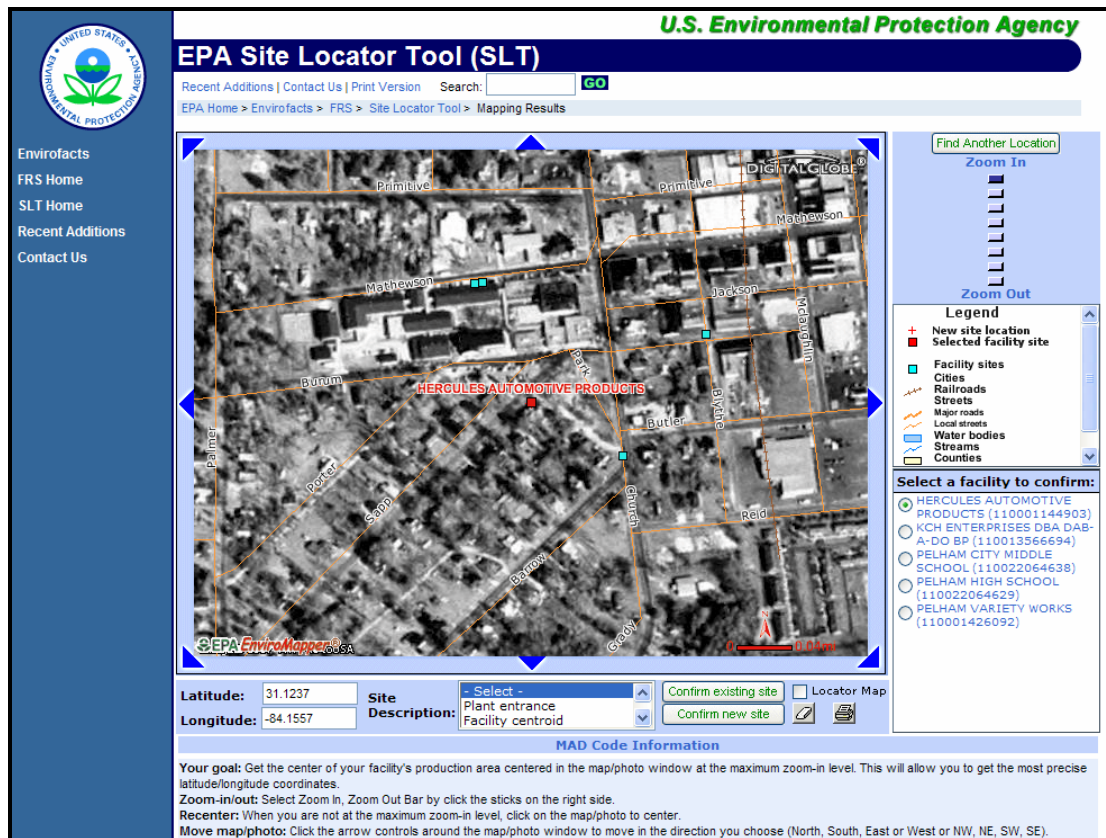 U.S. Environmental Protection Agency
UNITED STATES
ENVIRONMENTAL PROTECTION AGENCY
EPA Site Locator Tool (SLT)
Recent Additions | Contact Us | Print Version Search: GO
EPA Home > Envirofacts > FRS > Site Locator Tool > Mapping Results
Envirofacts
FRS Home
SLT Home
Recent Additions
Contact Us
DIGITALGLOBE®
Primitive
Primitive
Mathewson
Mathewson
Jackson
Mclaughlin
Park
Burum
HERCULES AUTOMOTIVE PRODUCTS
Blythe
Butler
Palmer
Porter
Sapp
Church
Reid
Barrow
Grady
EPA EnviroMapper®
N
0 0.04mi
Find Another Location
Zoom In
Zoom Out
Legend
New site location
Selected facility site
Facility sites
Cities
Railroads
Streets
Major roads
Local streets
Water bodies
Streams
Counties
Select a facility to confirm:
HERCULES AUTOMOTIVE
PRODUCTS (110001144903)
KCH ENTERPRISES DBA DAB-
A-DO BP (110013566694)
PELHAM CITY MIDDLE
SCHOOL (110022064638)
PELHAM HIGH SCHOOL
(110022064629)
PELHAM VARIETY WORKS
(110001426092)
Latitude: 31.1237
Longitude: -84.1557
Site
Description:
- Select -
Plant entrance
Facility centroid
Confirm existing site
Confirm new site
Locator Map
MAD Code Information
Your goal: Get the center of your facility's production area centered in the map/photo window at the maximum zoom-in level. This will allow you to get the most precise
latitude/longitude coordinates.
Zoom-in/out: Select Zoom In, Zoom Out Bar by click the sticks on the right side.
Recenter: When you are not at the maximum zoom-in level, click on the map/photo to center.
Move map/photo: Click the arrow controls around the map/photo window to move in the direction you choose (North, South, East or West or NW, NE, SW, SE).